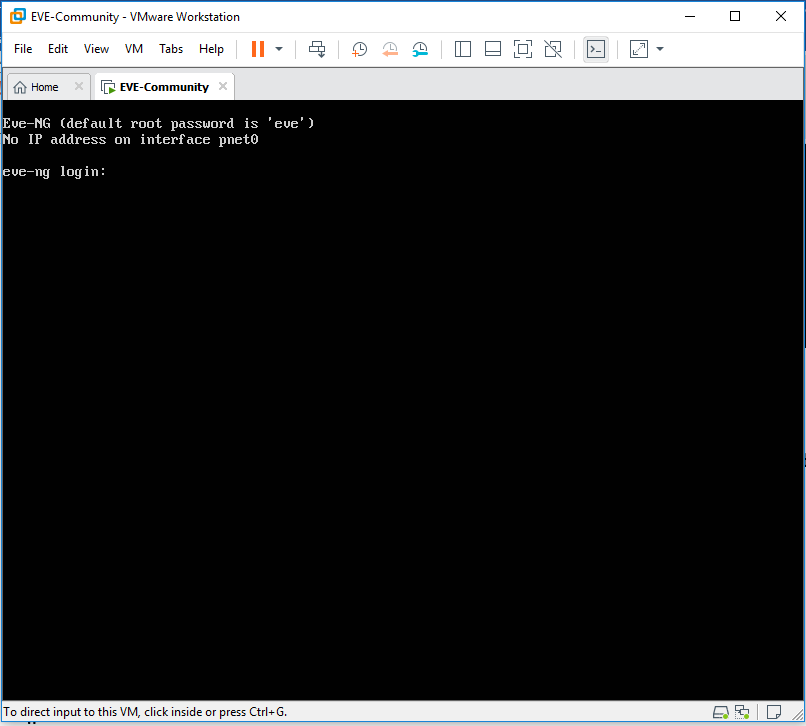 EVE-Community - VMware Workstation
File Edit View VM Tabs Help
Home EVE-Community
Eve-NG (default root password is 'eve')
No IP address on interface pnet0
eve-ng login:
To direct input to this VM, click inside or press Ctrl+G.